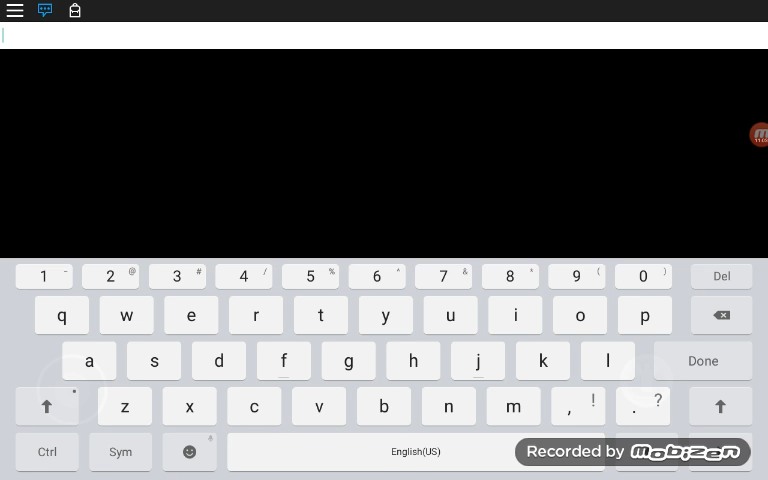 1 - 2 @ 3 # 4 / 5 % 6 ^ 7 & 8 * 9 ( 0 ) Del
q w e r t y u i o p
a s d f g h j k l Done
z x c v b n m , ! . ?
Ctrl Sym English(US) Recorded by mobizen